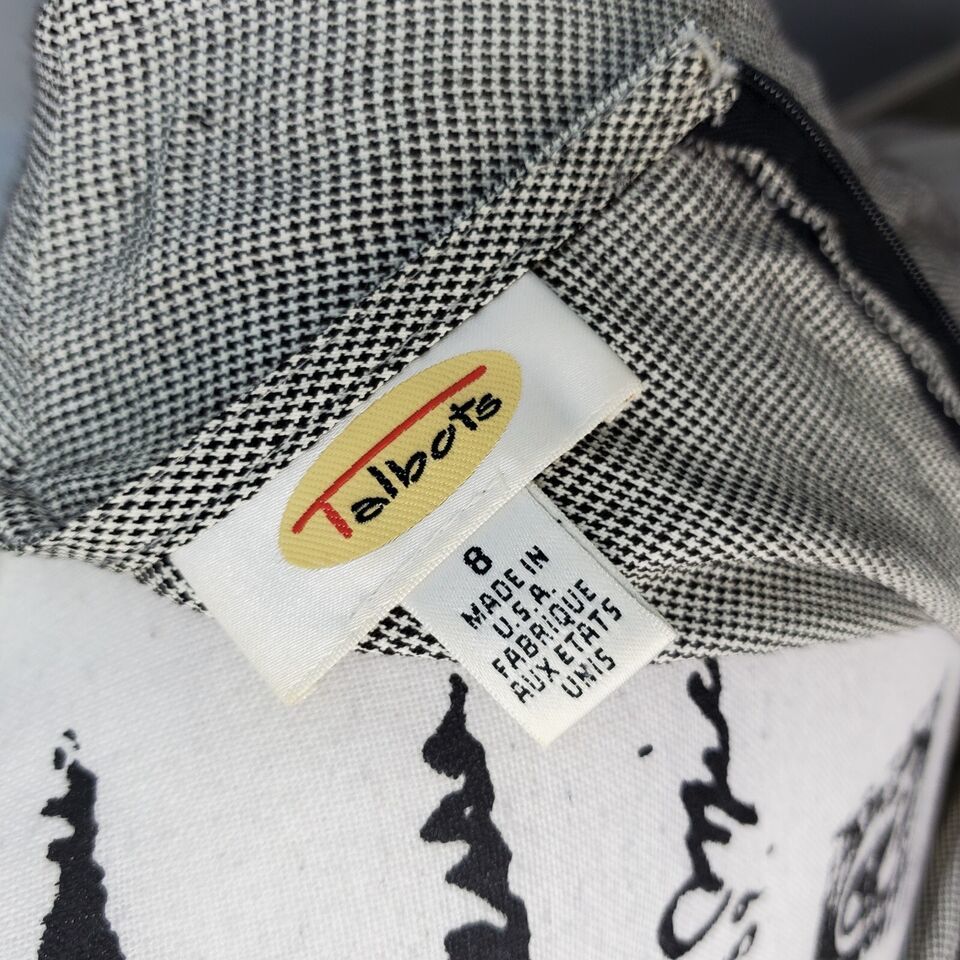 Talbots
8
MADE IN
U.S.A.
FABRIQUE
AUX ETATS
UNIS